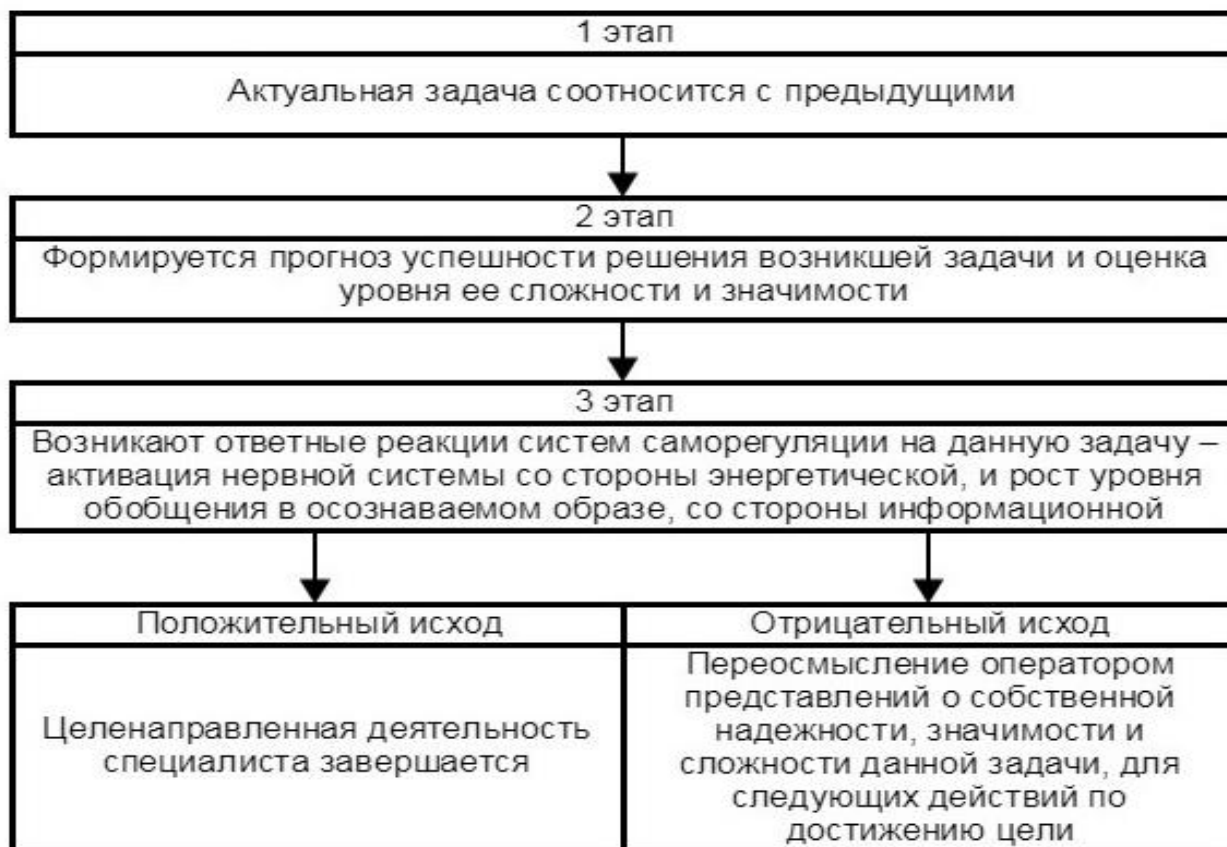 1 этап
Актуальная задача соотносится с предыдущими
2 этап
Формируется прогноз успешности решения возникшей задачи и оценка
уровня ее сложности и значимости
3 этап
Возникают ответные реакции систем саморегуляции на данную задачу –
активация нервной системы со стороны энергетической, и рост уровня
обобщения в осознаваемом образе, со стороны информационной
Положительный исход
Целенаправленная деятельность
специалиста завершается
Отрицательный исход
Переосмысление оператором
представлений о собственной
надежности, значимости и
сложности данной задачи, для
следующих действий по
достижению цели